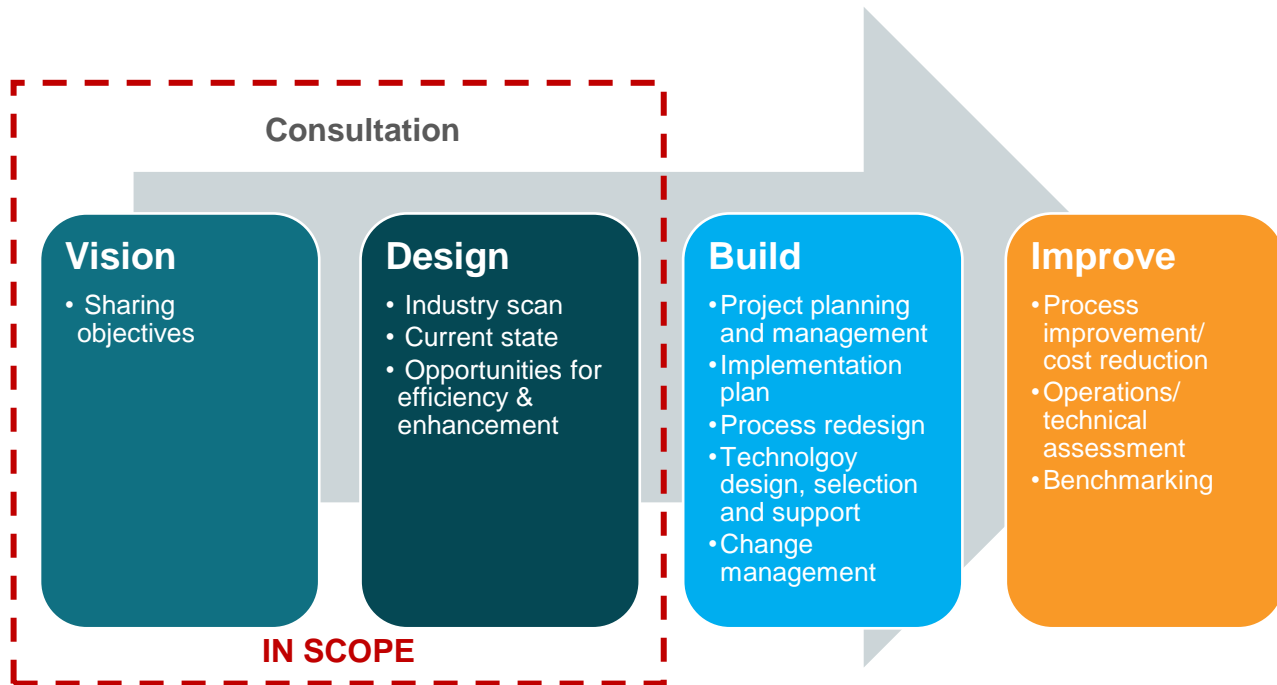 Consultation
Vision
• Sharing
objectives
Design
• Industry scan
• Current state
• Opportunities for
efficiency &
enhancement
Build
•Project planning
and management
•Implementation
plan
•Process redesign
•Technolgoy
design, selection
and support
•Change
management
Improve
•Process
improvement/
cost reduction
•Operations/
technical
assessment
•Benchmarking
IN SCOPE